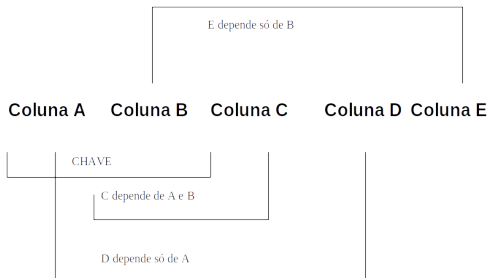 E depende só de B
Coluna A Coluna B Coluna C Coluna D Coluna E
CHAVE
C depende de A e B
D depende só de A